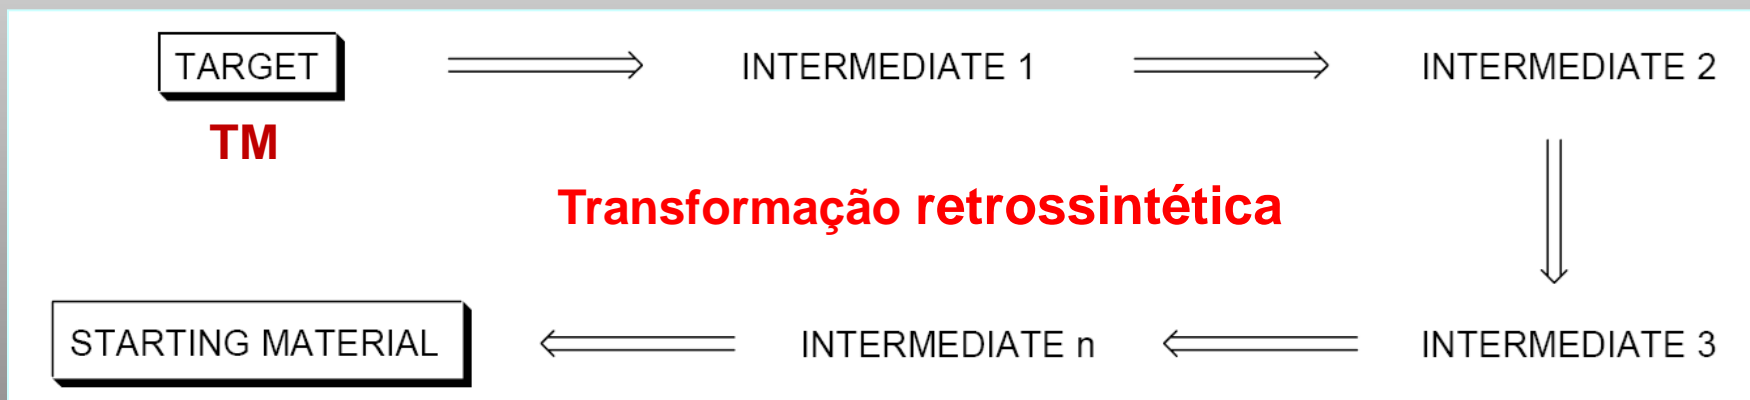 TARGET INTERMEDIATE 1 INTERMEDIATE 2
TM
Transformação retrossintética
STARTING MATERIAL INTERMEDIATE n INTERMEDIATE 3